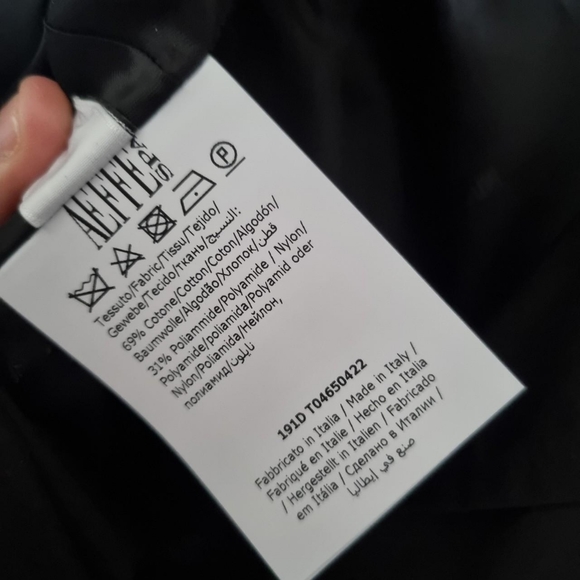 AEFFE SPA
P
Tessuto/Fabric/Tissu/Tejido/
Gewebe/Tecido/ткань/النسيج:
69% Cotone/Cotton/Coton/Algodón/
Baumwolle/Algodão/Хлопок/قطن
31% Poliammide/Polyamide / Nylon/
Polyamide/poliamida/Polyamid oder
Nylon/Poliamida/Нейлон,
полиамид/نايلون
191D T04650422
Fabbricato in Italia / Made in Italy /
Fabriqué en Italie / Hecho en Italia
/ Hergestellt in Italien / Fabricado
em Itália / Сделано в Италии /
صنع في إيطاليا